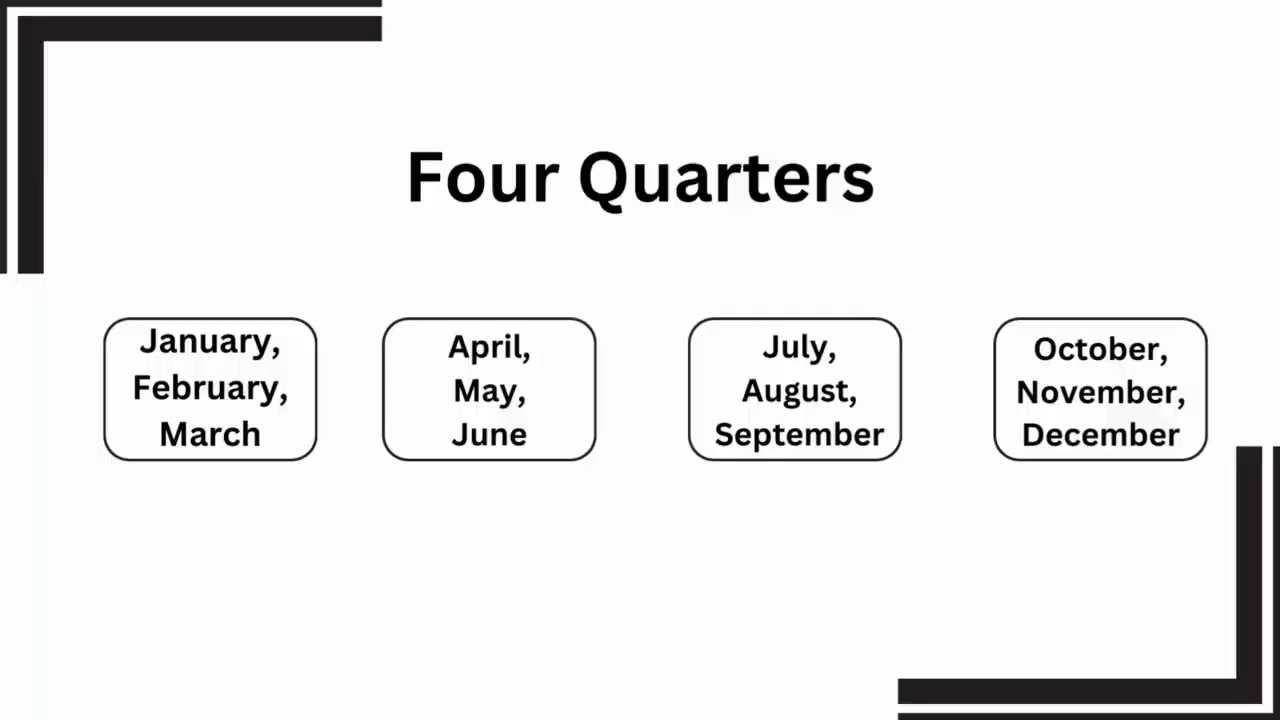 Four Quarters
January,
February,
March
April,
May,
June
July,
August,
September
October,
November,
December